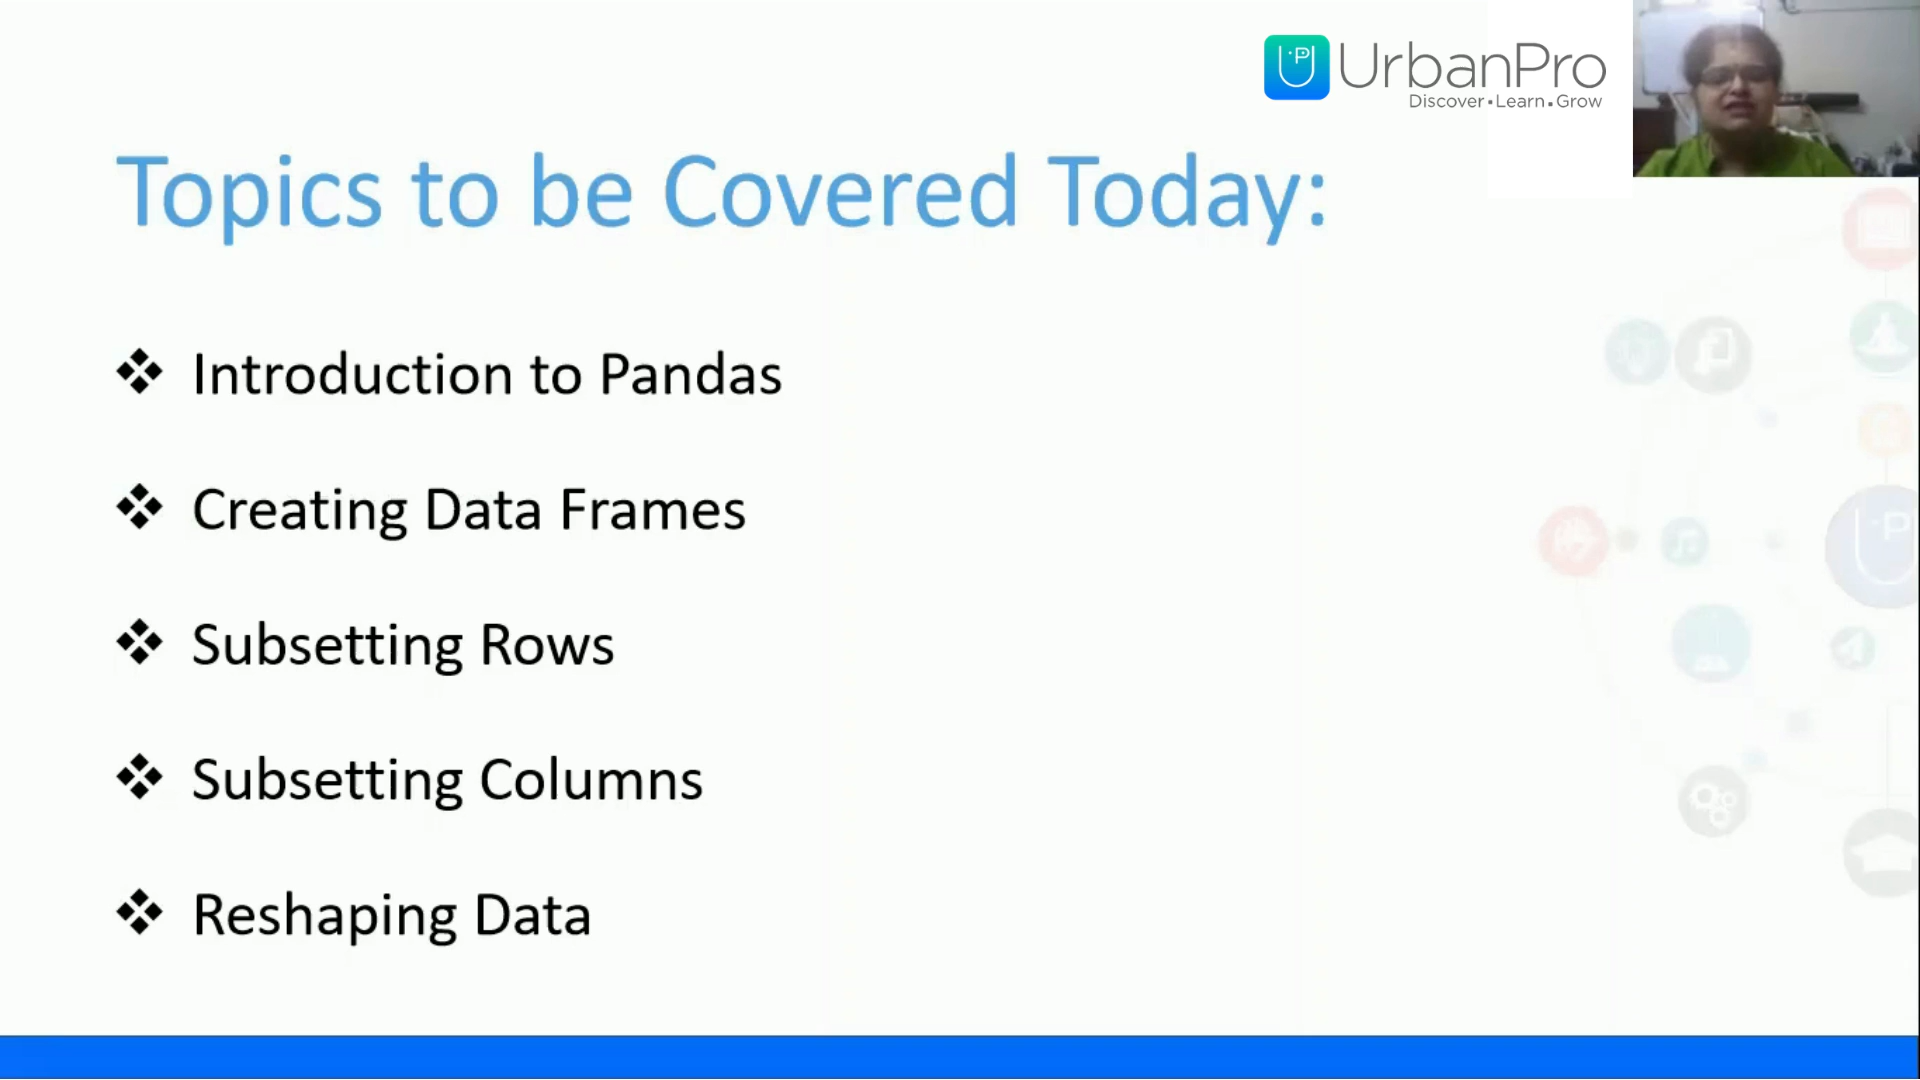 UrbanPro
Discover • Learn • Grow
Topics to be Covered Today:
❖ Introduction to Pandas
❖ Creating Data Frames
❖ Subsetting Rows
❖ Subsetting Columns
❖ Reshaping Data